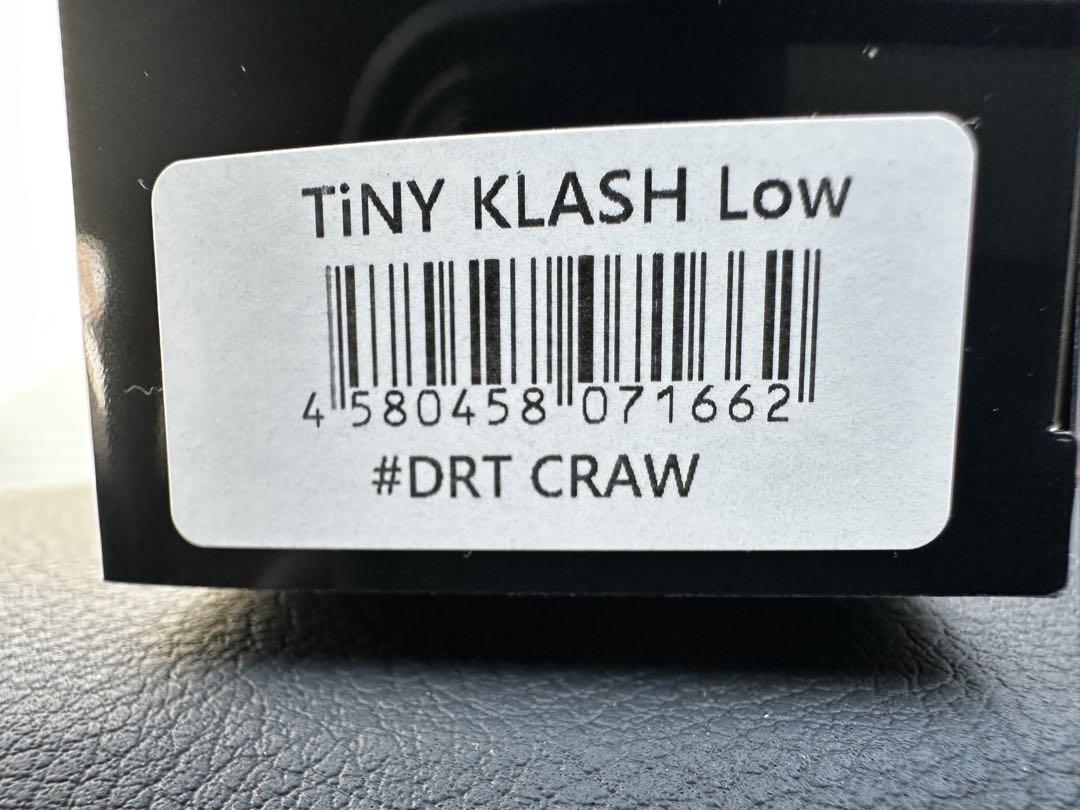 TiNY KLASH Low
4 580458 071662
#DRT CRAW